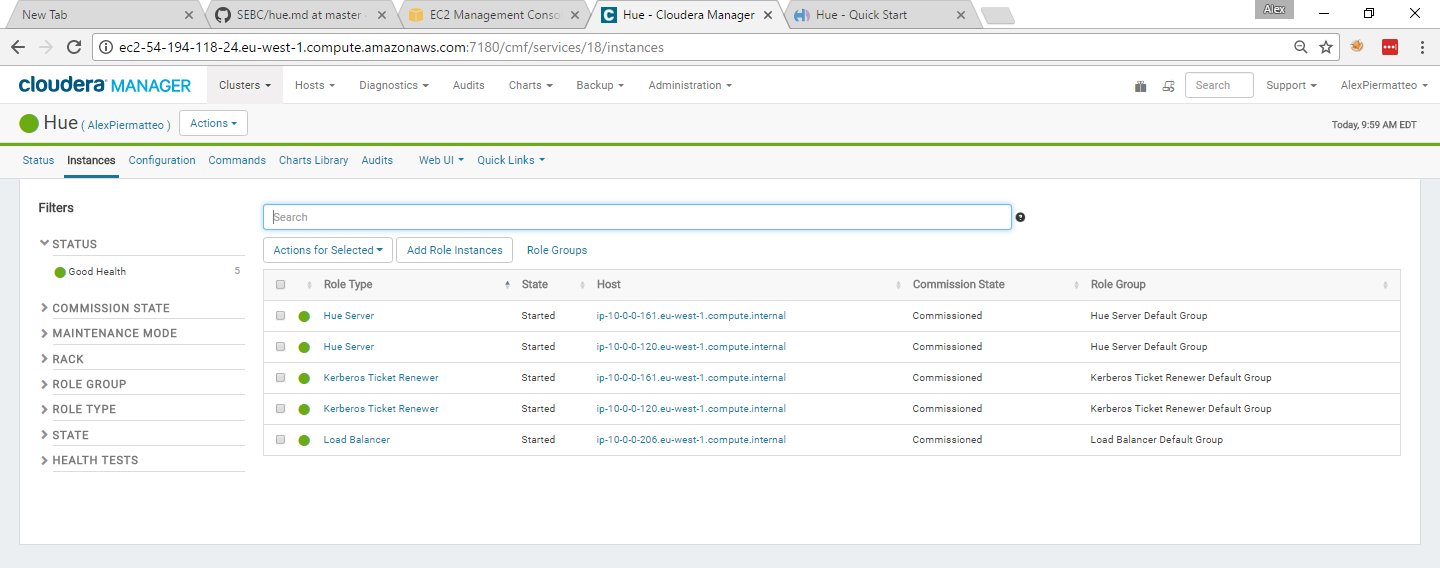 New Tab SEBC/hue.md at master EC2 Management Conso Hue - Cloudera Manager Hue - Quick Start Alex
ec2-54-194-118-24.eu-west-1.compute.amazonaws.com:7180/cmf/services/18/instances
cloudera MANAGER Clusters Hosts Diagnostics Audits Charts Backup Administration Search Support AlexPiermatteo
Hue ( AlexPiermatteo ) Actions Today, 9:59 AM EDT
Status Instances Configuration Commands Charts Library Audits Web UI Quick Links
Filters
Search
STATUS
Good Health 5
COMMISSION STATE
MAINTENANCE MODE
RACK
ROLE GROUP
ROLE TYPE
STATE
HEALTH TESTS
Actions for Selected Add Role Instances Role Groups
Role Type State Host Commission State Role Group
Hue Server Started ip-10-0-0-161.eu-west-1.compute.internal Commissioned Hue Server Default Group
Hue Server Started ip-10-0-0-120.eu-west-1.compute.internal Commissioned Hue Server Default Group
Kerberos Ticket Renewer Started ip-10-0-0-161.eu-west-1.compute.internal Commissioned Kerberos Ticket Renewer Default Group
Kerberos Ticket Renewer Started ip-10-0-0-120.eu-west-1.compute.internal Commissioned Kerberos Ticket Renewer Default Group
Load Balancer Started ip-10-0-0-206.eu-west-1.compute.internal Commissioned Load Balancer Default Group